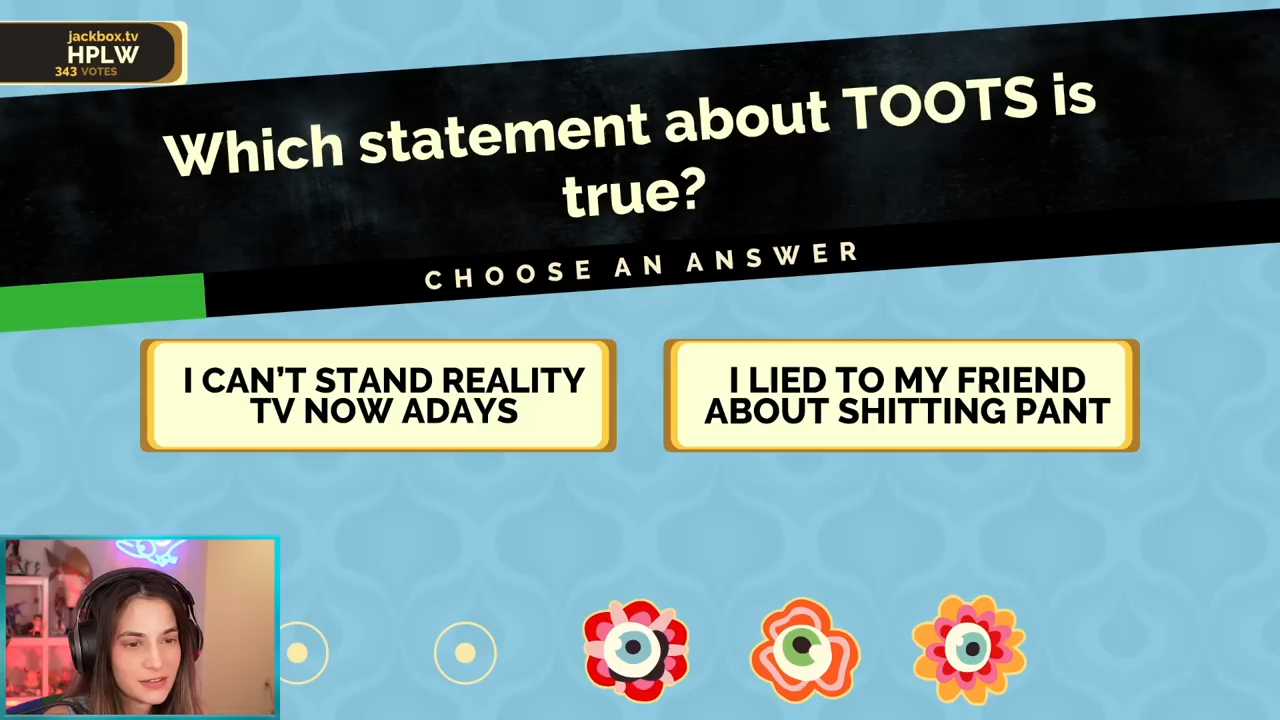 jackbox.tv
HPLW
343 VOTES
Which statement about TOOTS is
true?
CHOOSE AN ANSWER
I CAN'T STAND REALITY
TV NOW ADAYS
I LIED TO MY FRIEND
ABOUT SHITTING PANT